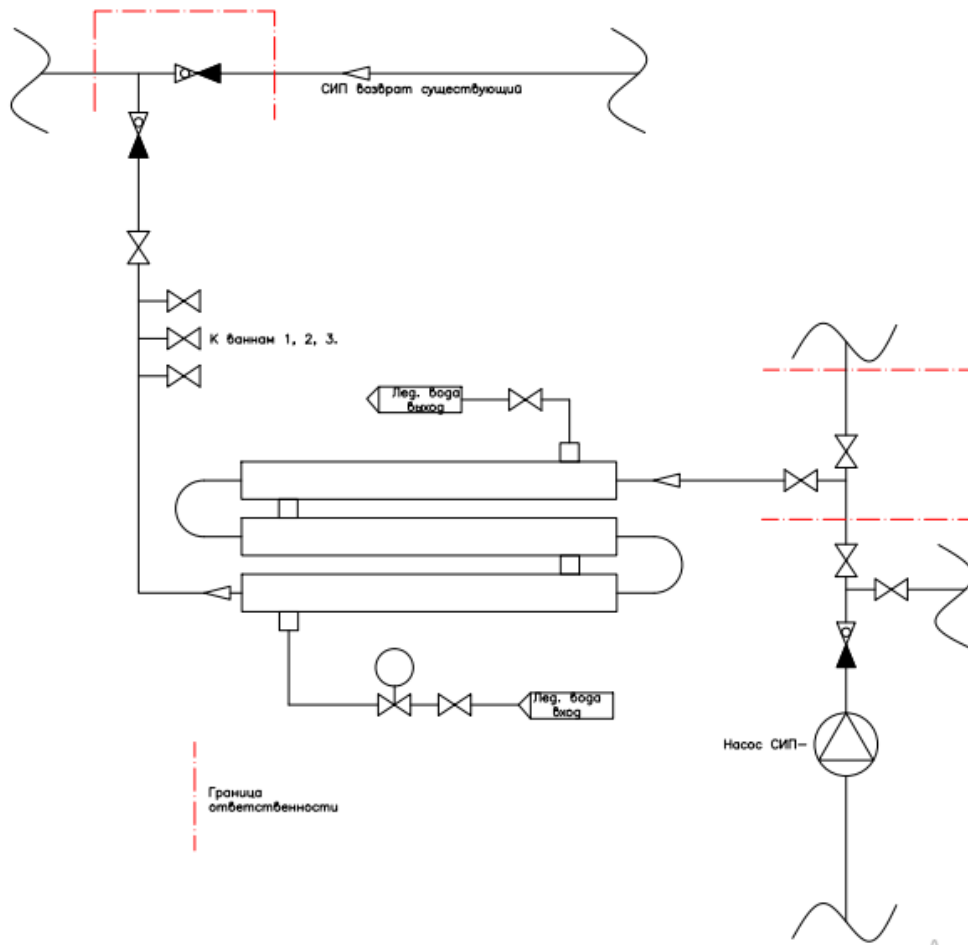 СИП возврат существующий
К ваннам 1, 2, 3.
Лед. вода
выход
Лед. вода
вход
Насос СИП-
Граница
ответственности